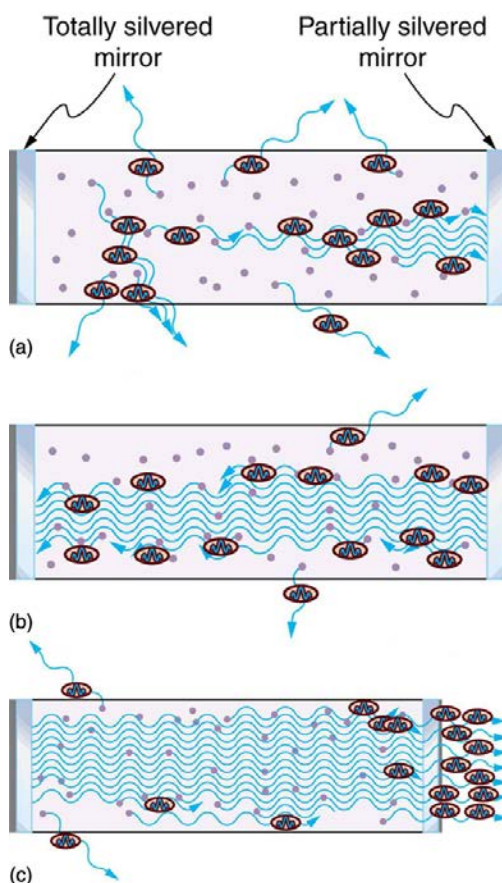 Totally silvered
mirror
Partially silvered
mirror
(a)
(b)
(c)